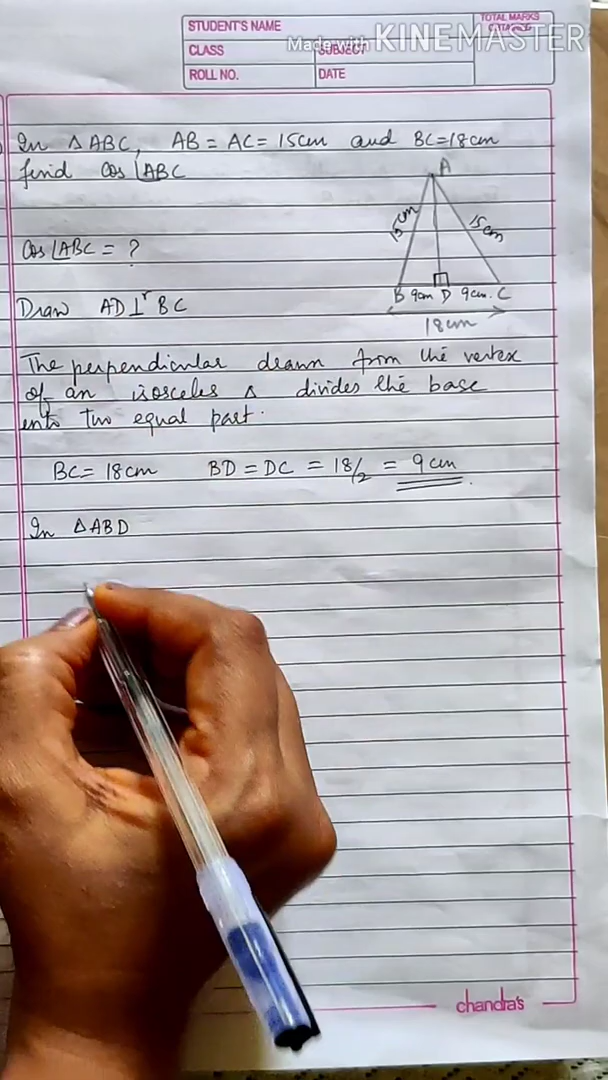 STUDENT'S NAME
TOTAL MARKS
CLASS
SUBJECT
ROLL NO.
DATE
Made with KINEMASTER
In △ABC, AB = AC = 15cm and BC=18cm
find Cos∠ABC
A
15cm
15cm
Cos∠ABC = ?
B 9cm D 9cm. C
18cm
Draw AD⊥r BC
The perpendicular drawn from the vertex
of an isosceles △ divides the base
into two equal part.
BC= 18cm BD = DC = 18/2 = 9cm.
In △ABD
chandra's